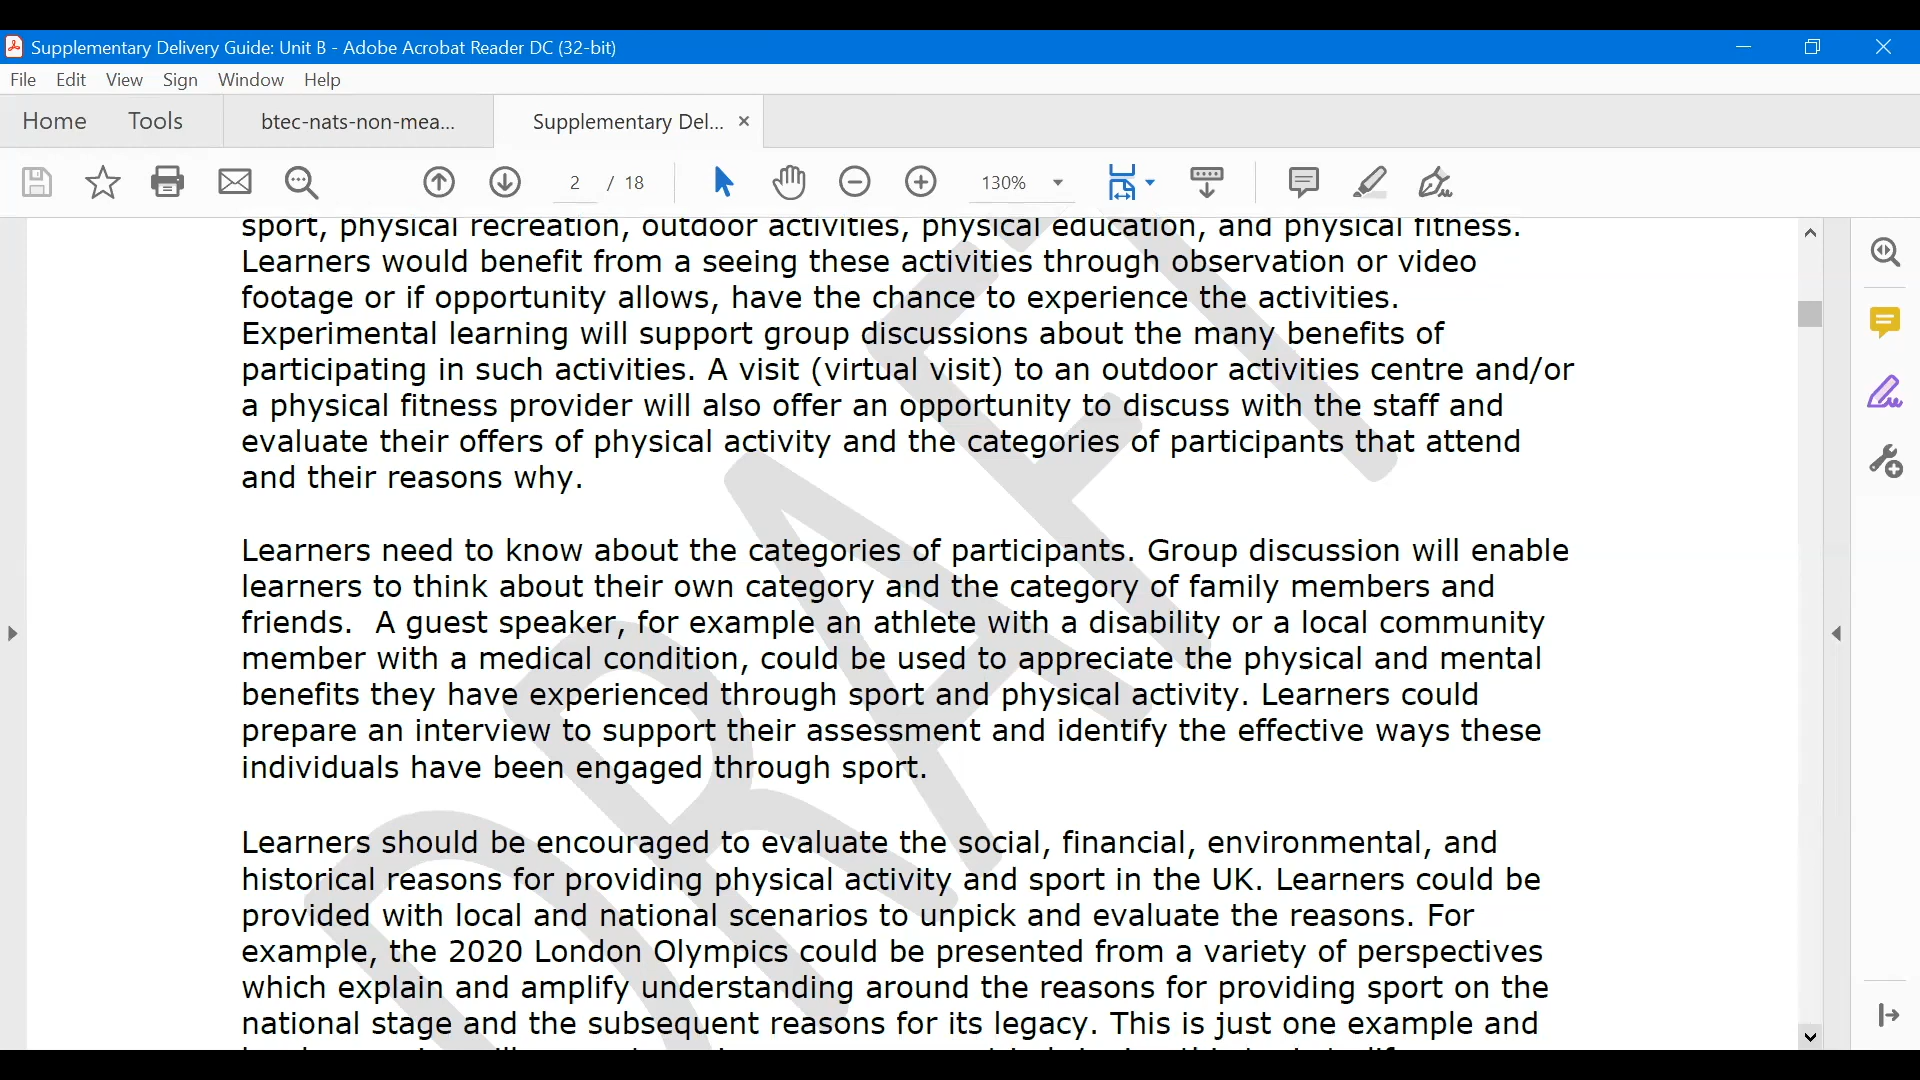 Supplementary Delivery Guide: Unit B - Adobe Acrobat Reader DC (32-bit)
File Edit View Sign Window Help
Home Tools btec-nats-non-mea... Supplementary Del... ×
2 / 18 130%
sport, physical recreation, outdoor activities, physical education, and physical fitness.
Learners would benefit from a seeing these activities through observation or video
footage or if opportunity allows, have the chance to experience the activities.
Experimental learning will support group discussions about the many benefits of
participating in such activities. A visit (virtual visit) to an outdoor activities centre and/or
a physical fitness provider will also offer an opportunity to discuss with the staff and
evaluate their offers of physical activity and the categories of participants that attend
and their reasons why.
Learners need to know about the categories of participants. Group discussion will enable
learners to think about their own category and the category of family members and
friends.  A guest speaker, for example an athlete with a disability or a local community
member with a medical condition, could be used to appreciate the physical and mental
benefits they have experienced through sport and physical activity. Learners could
prepare an interview to support their assessment and identify the effective ways these
individuals have been engaged through sport.
Learners should be encouraged to evaluate the social, financial, environmental, and
historical reasons for providing physical activity and sport in the UK. Learners could be
provided with local and national scenarios to unpick and evaluate the reasons. For
example, the 2020 London Olympics could be presented from a variety of perspectives
which explain and amplify understanding around the reasons for providing sport on the
national stage and the subsequent reasons for its legacy. This is just one example and
DRAFT